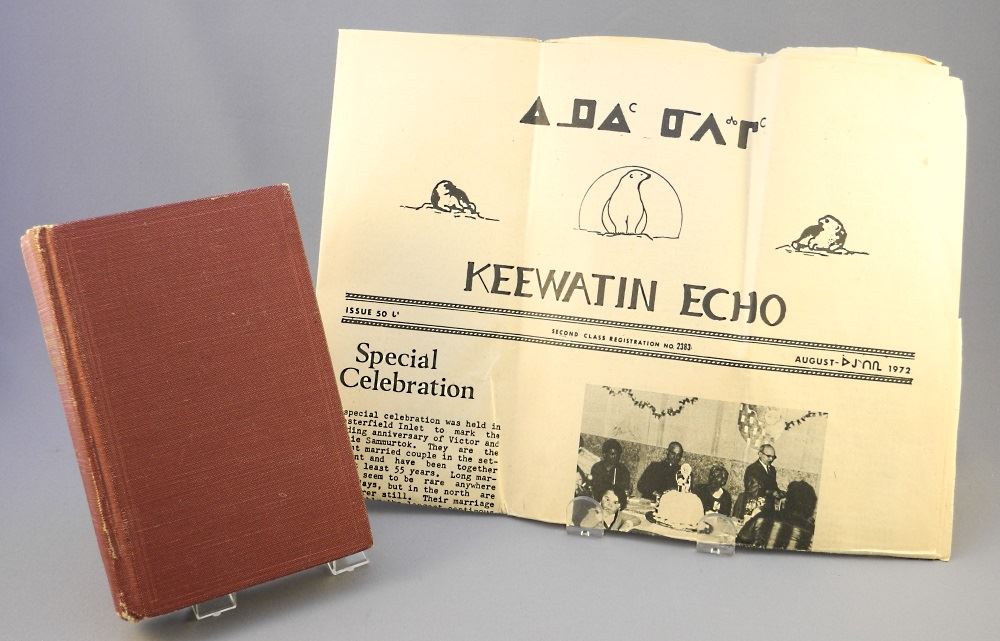 ᐃᓄᐃᑦ ᓂᐱᖏᑦ
KEEWATIN ECHO
ISSUE 50
SECOND CLASS REGISTRATION NO. 2383
AUGUST- 1972
Special
Celebration
special celebration was held in
sterfield Inlet to mark the
ding anniversary of Victor and
ie Sammurtok. They are the
t married couple in the set-
nt and have been together
t least 55 years. Long mar-
seem to be rare anywhere
ays, but in the north are
rer still. Their marriage